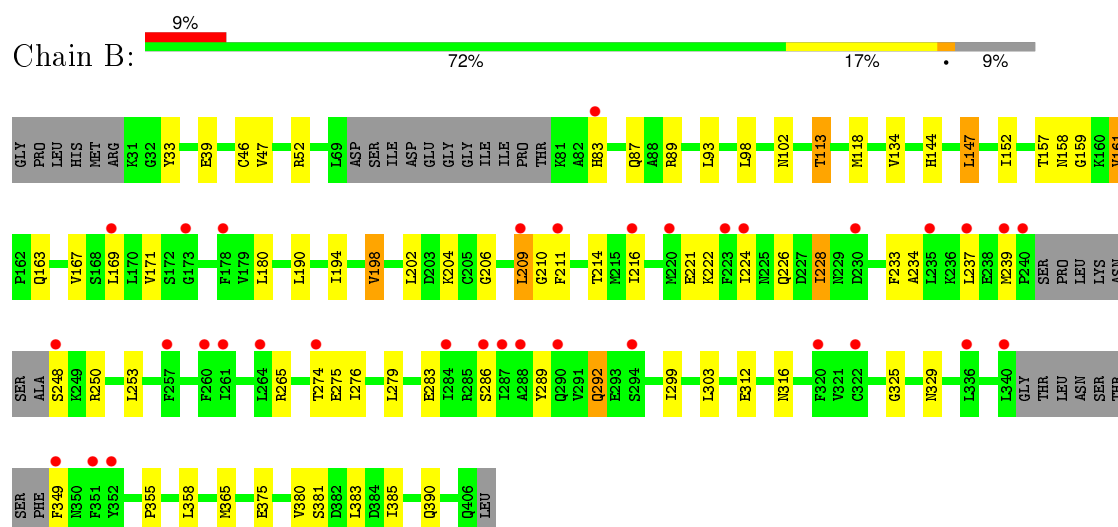 9%
Chain B:
72% 17% • 9%
GLY PRO LEU HIS MET ARG K31 G32 Y33 E39 C46 V47 R52 L69 ASP SER ILE ASP GLU GLY GLY ILE ILE PRO THR K81 A82 H83 Q87 A88 R89 L93 L98 N102 T113 M118 V134 H144 L147 I152 T157 N158 G159 K160 V161
P162 Q163 V167 S168 L169 L170 V171 S172 G173 F178 V179 L180 L190 I194 V198 L202 D203 K204 C205 G206 L209 G210 F211 T214 M215 I216 M220 E221 K222 F223 I224 N225 Q226 D227 I228 N229 D230 F233 A234 L235 K236 L237 E238 M239 P240 SER PRO LEU LYS ASN
SER ALA S248 K249 R250 L253 F257 F260 I261 L264 R265 I274 E275 I276 L279 E283 I284 R285 S286 I287 A288 Y289 Q290 V291 Q292 E293 S294 I299 L303 E312 N316 F320 V321 C322 G325 N329 L336 L340 GLY THR LEU ASN SER THR
SER PHE F349 N350 F351 Y352 P355 L358 M365 E375 V380 S381 D382 L383 D384 I385 Q390 Q406 LEU